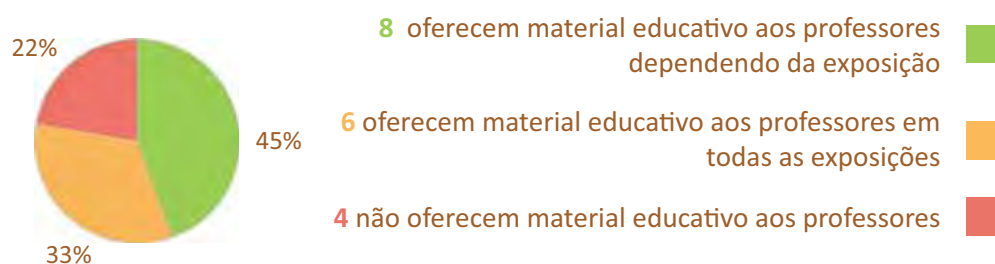 8 oferecem material educativo aos professores
dependendo da exposição
22%
45%
6 oferecem material educativo aos professores em
todas as exposições
4 não oferecem material educativo aos professores
33%